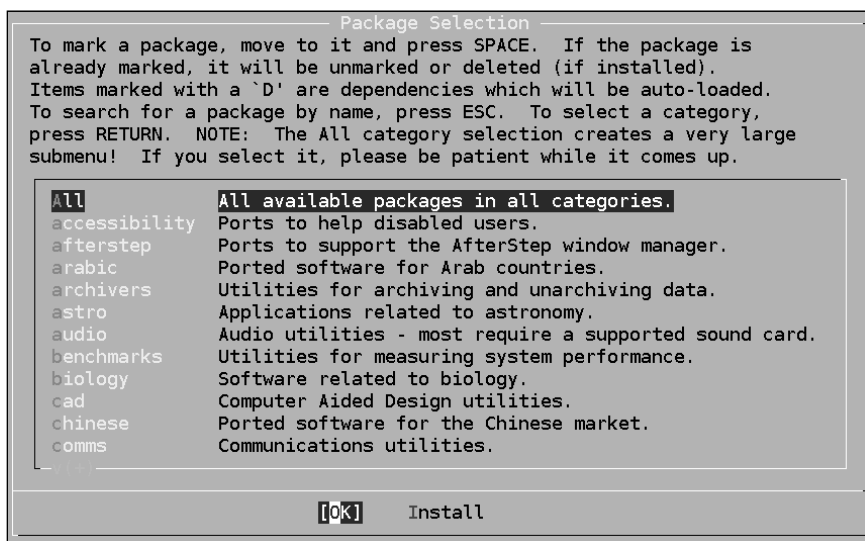 Package Selection
To mark a package, move to it and press SPACE.  If the package is
already marked, it will be unmarked or deleted (if installed).
Items marked with a `D' are dependencies which will be auto-loaded.
To search for a package by name, press ESC.  To select a category,
press RETURN.  NOTE:  The All category selection creates a very large
submenu!  If you select it, please be patient while it comes up.
All All available packages in all categories.
accessibility Ports to help disabled users.
afterstep Ports to support the AfterStep window manager.
arabic Ported software for Arab countries.
archivers Utilities for archiving and unarchiving data.
astro Applications related to astronomy.
audio Audio utilities - most require a supported sound card.
benchmarks Utilities for measuring system performance.
biology Software related to biology.
cad Computer Aided Design utilities.
chinese Ported software for the Chinese market.
comms Communications utilities.
v(+)
[OK] Install